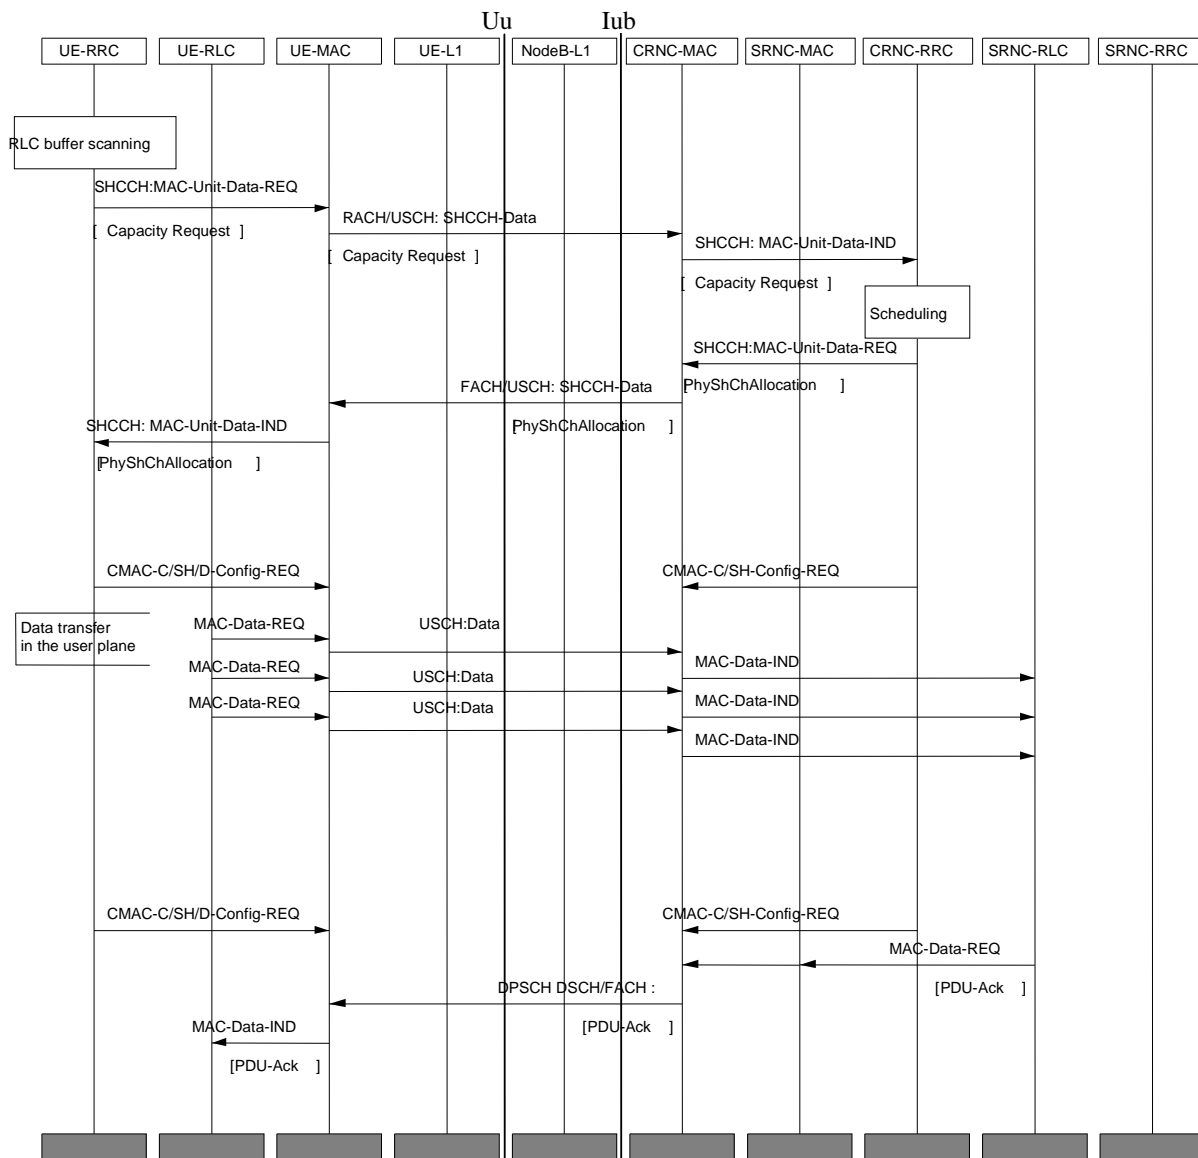 Uu Iub
UE-RRC UE-RLC UE-MAC UE-L1 NodeB-L1 CRNC-MAC SRNC-MAC CRNC-RRC SRNC-RLC SRNC-RRC
RLC buffer scanning
SHCCH:MAC-Unit-Data-REQ
[ Capacity Request ]
RACH/USCH: SHCCH-Data
[ Capacity Request ]
SHCCH: MAC-Unit-Data-IND
[ Capacity Request ]
Scheduling
SHCCH:MAC-Unit-Data-REQ
[PhyShChAllocation ]
FACH/USCH: SHCCH-Data
[PhyShChAllocation ]
SHCCH: MAC-Unit-Data-IND
[PhyShChAllocation ]
CMAC-C/SH/D-Config-REQ CMAC-C/SH-Config-REQ
Data transfer
in the user plane
MAC-Data-REQ USCH:Data
MAC-Data-IND
MAC-Data-REQ USCH:Data
MAC-Data-IND
MAC-Data-REQ USCH:Data
MAC-Data-IND
CMAC-C/SH/D-Config-REQ CMAC-C/SH-Config-REQ
MAC-Data-REQ
[PDU-Ack ]
DPSCH DSCH/FACH :
[PDU-Ack ]
MAC-Data-IND
[PDU-Ack ]